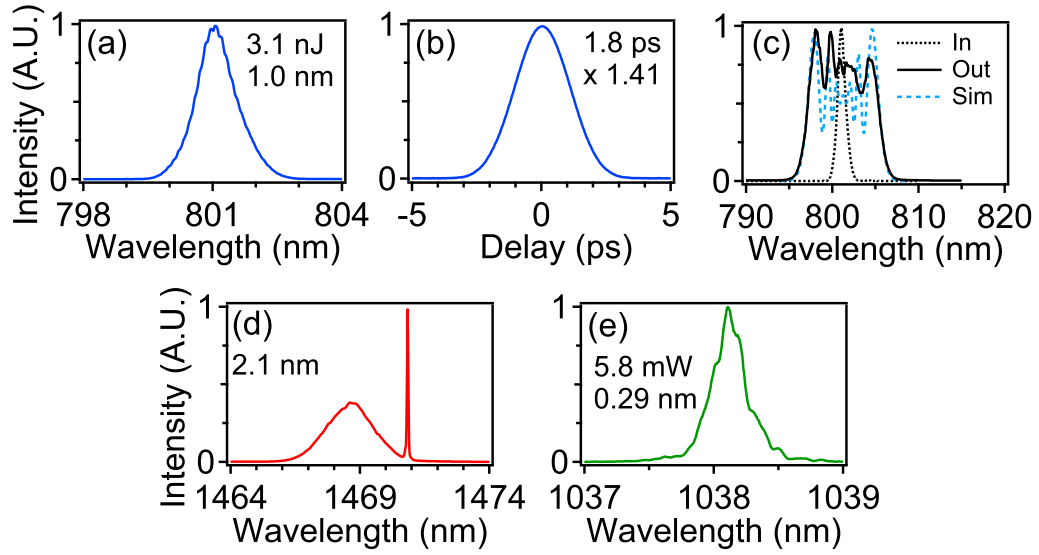 Intensity (A.U.)
1
0
(a)
3.1 nJ
1.0 nm
798 801 804
Wavelength (nm)
1
0
(b)
1.8 ps
x 1.41
-5 0 5
Delay (ps)
1
0
(c)
In
Out
Sim
790 800 810 820
Wavelength (nm)
Intensity (A.U.)
1
0
(d)
2.1 nm
1464 1469 1474
Wavelength (nm)
1
0
(e)
5.8 mW
0.29 nm
1037 1038 1039
Wavelength (nm)